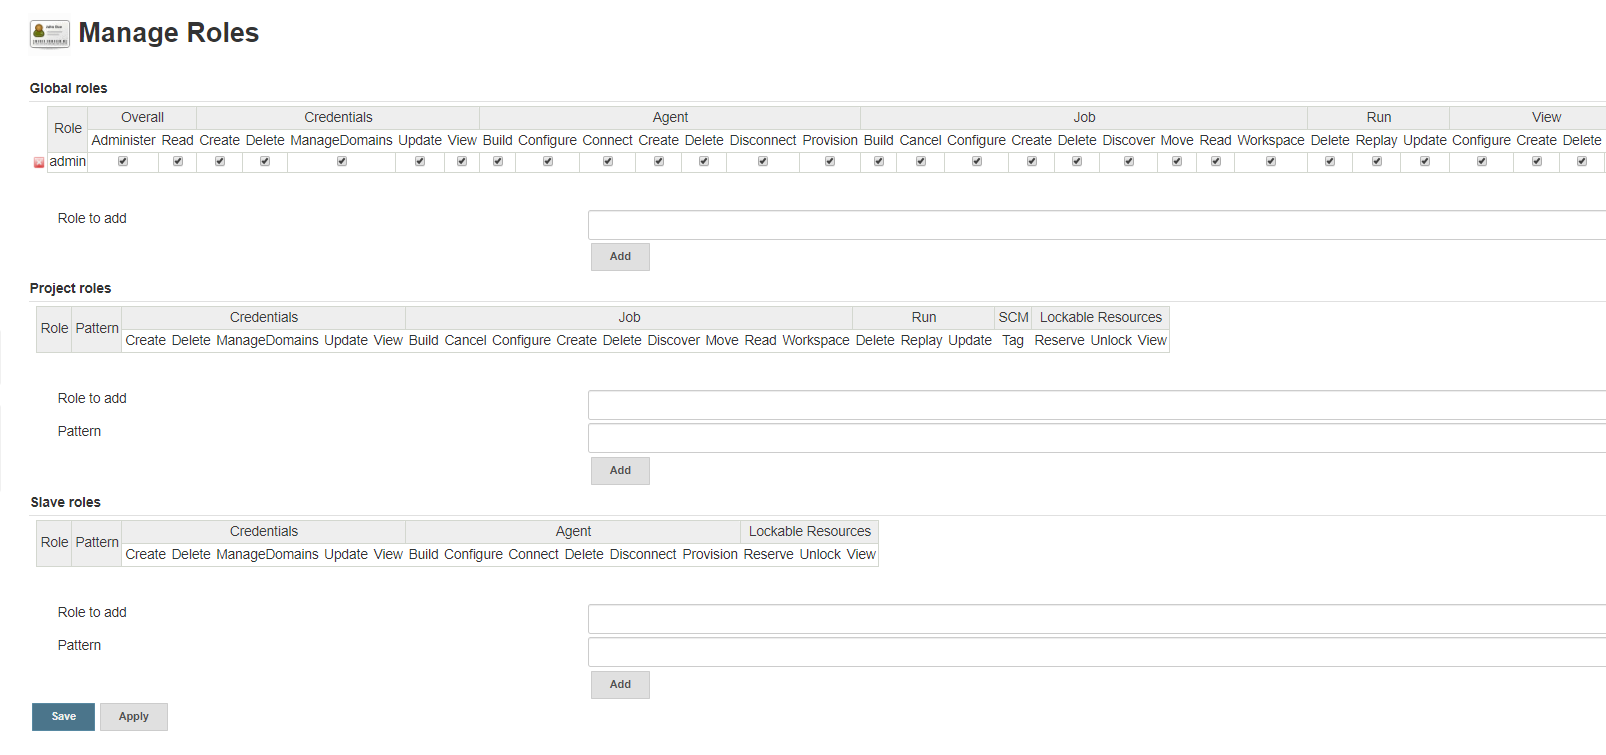 Manage Roles
Global roles
Role Overall Credentials Agent Job Run View
Administer Read Create Delete ManageDomains Update View Build Configure Connect Create Delete Disconnect Provision Build Cancel Configure Create Delete Discover Move Read Workspace Delete Replay Update Configure Create Delete
admin
Role to add
Add
Project roles
Role Pattern Credentials Job Run SCM Lockable Resources
Create Delete ManageDomains Update View Build Cancel Configure Create Delete Discover Move Read Workspace Delete Replay Update Tag Reserve Unlock View
Role to add
Pattern
Add
Slave roles
Role Pattern Credentials Agent Lockable Resources
Create Delete ManageDomains Update View Build Configure Connect Delete Disconnect Provision Reserve Unlock View
Role to add
Pattern
Add
Save Apply